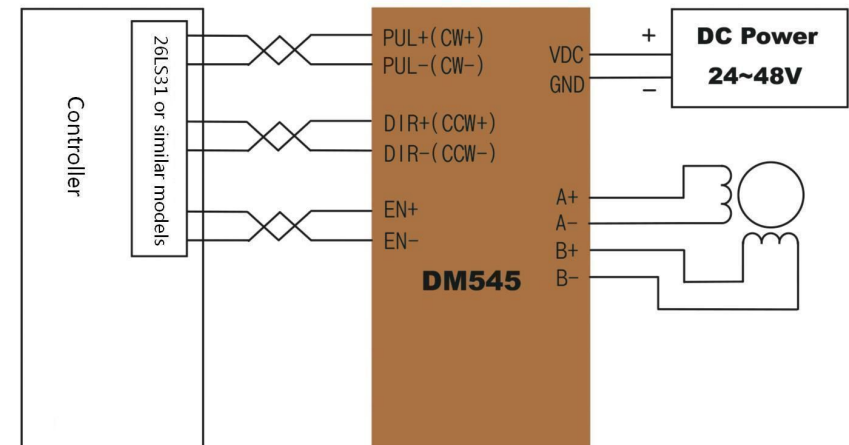 Controller
26LS31 or similar models
PUL+(CW+)
PUL-(CW-)
DIR+(CCW+)
DIR-(CCW-)
EN+
EN-
DM545
VDC
GND
A+
A-
B+
B-
+
-
DC Power
24~48V